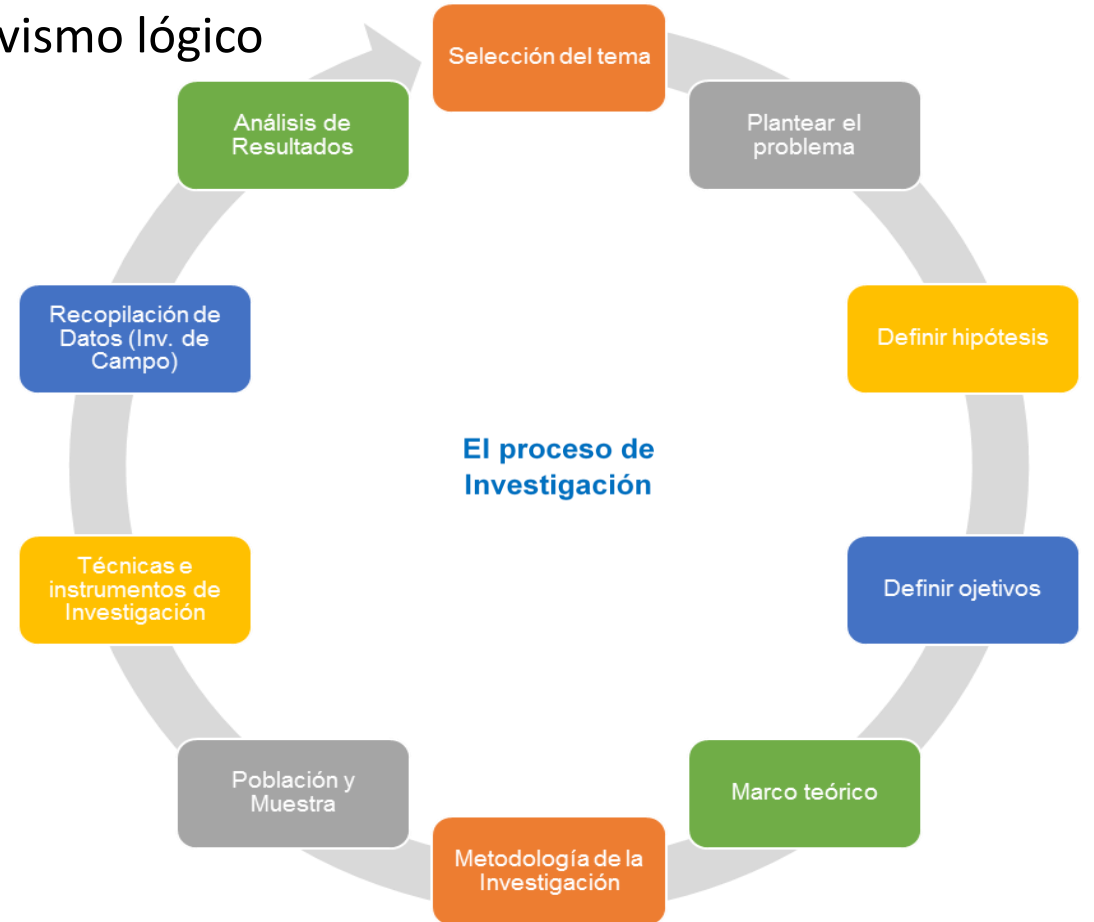 vismo lógico
Selección del tema
Plantear el
problema
Definir hipótesis
Definir ojetivos
Marco teórico
Metodología de la
Investigación
Población y
Muestra
Técnicas e
instrumentos de
Investigación
Recopilación de
Datos (Inv. de
Campo)
Análisis de
Resultados
El proceso de
Investigación